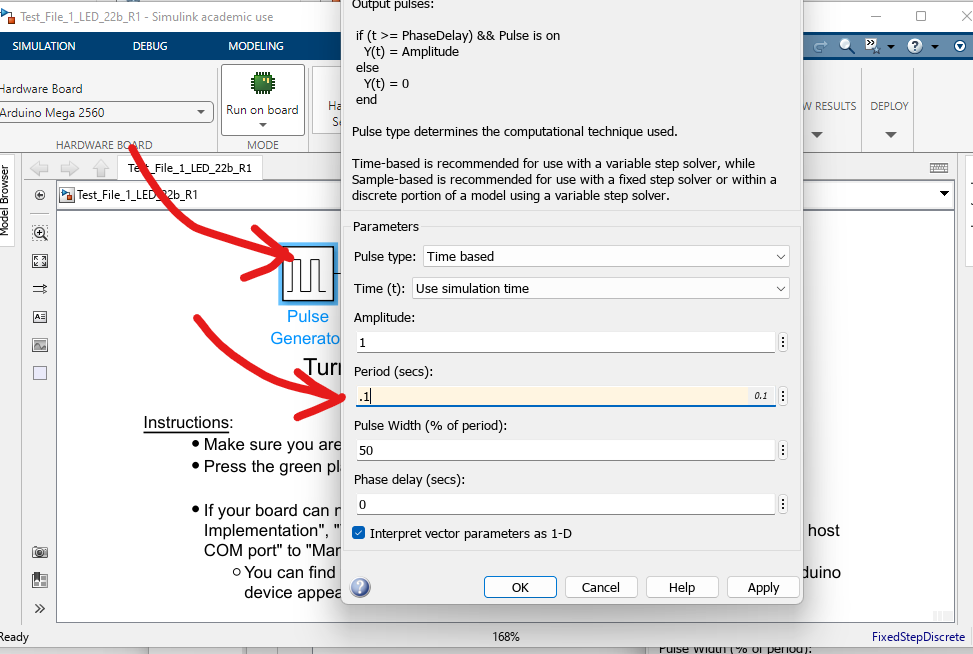 Test_File_1_LED_22b_R1 - Simulink academic use
Output pulses:
SIMULATION
DEBUG
MODELING
if (t >= PhaseDelay) && Pulse is on
Y(t) = Amplitude
else
Y(t) = 0
end
Hardware Board
Arduino Mega 2560
Run on board
HARDWARE BOARD
MODE
RESULTS
DEPLOY
Pulse type determines the computational technique used.
Time-based is recommended for use with a variable step solver, while
Sample-based is recommended for use with a fixed step solver or within a
discrete portion of a model using a variable step solver.
Test_File_1_LED_22b_R1
Test_File_1_LED_22b_R1
Model Browser
Parameters
Pulse type:
Time based
Time (t):
Use simulation time
Amplitude:
1
Period (secs):
.1
0.1
Pulse Width (% of period):
50
Phase delay (secs):
0
Interpret vector parameters as 1-D
OK
Cancel
Help
Apply
Pulse
Generato
Turn
Instructions:
Make sure you are
Press the green pl
If your board can n
Implementation", "
host
COM port" to "Mar
You can find
duino
device appea
Ready
168%
FixedStepDiscrete
Pulse Width (% of period):